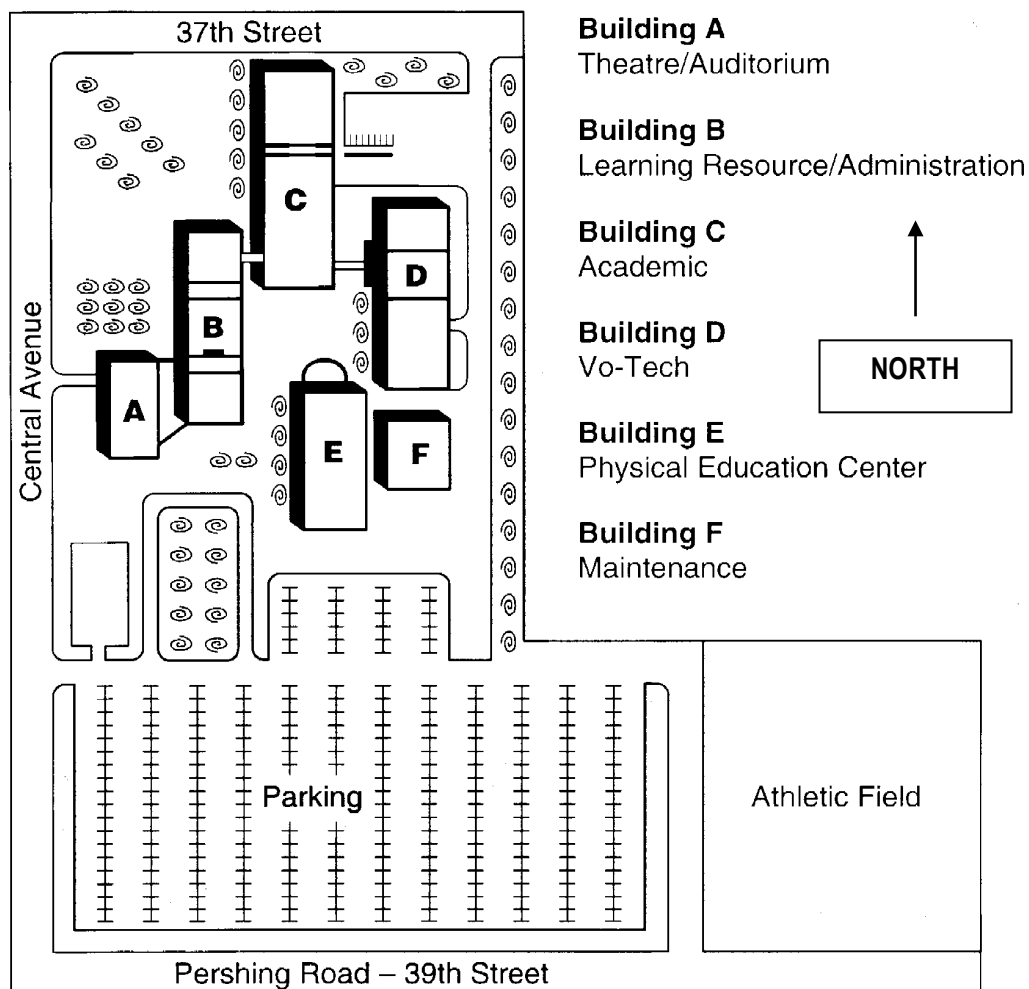 37th Street
Central Avenue
A
B
C
D
E
F
Parking
Athletic Field
Pershing Road – 39th Street
Building A
Theatre/Auditorium
Building B
Learning Resource/Administration
Building C
Academic
Building D
Vo-Tech
Building E
Physical Education Center
Building F
Maintenance
NORTH